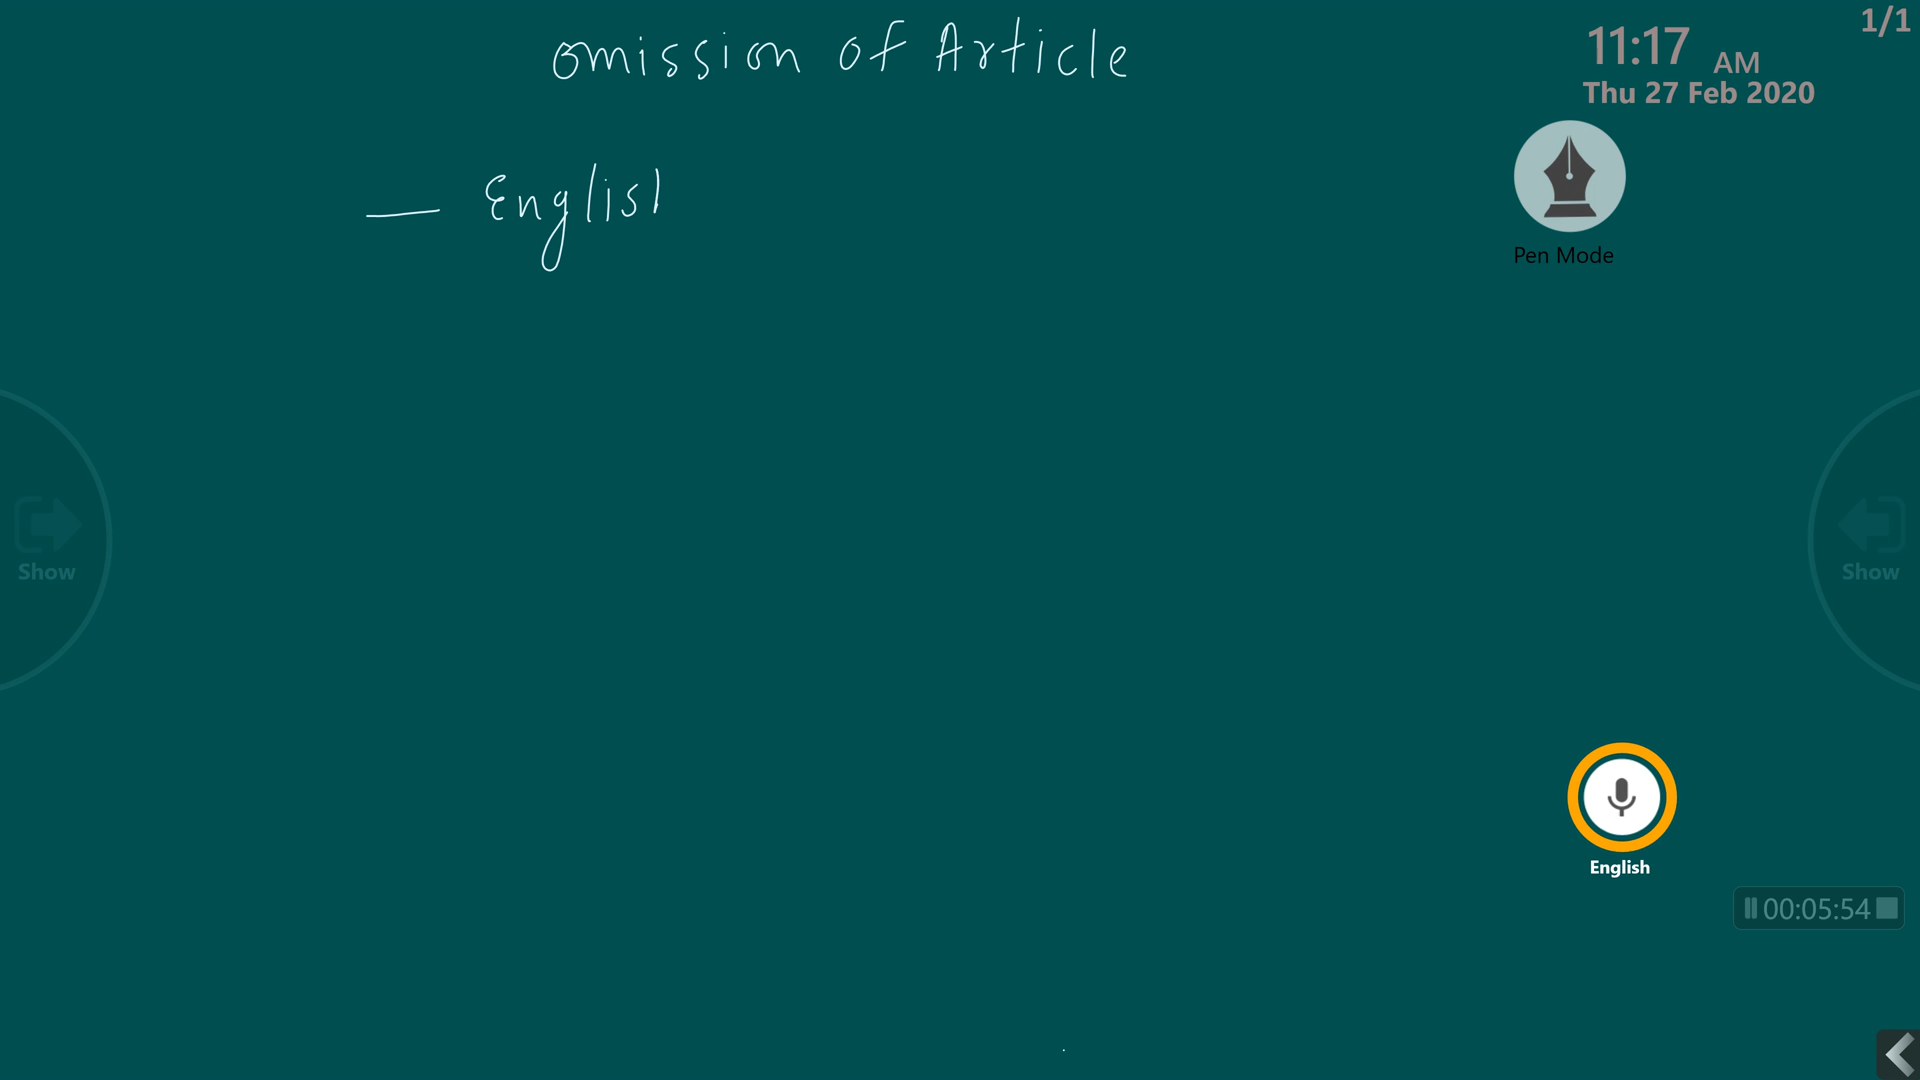 1/1
omission of Article
11:17 AM
Thu 27 Feb 2020
— Englisl
Pen Mode
Show
Show
English
00:05:54